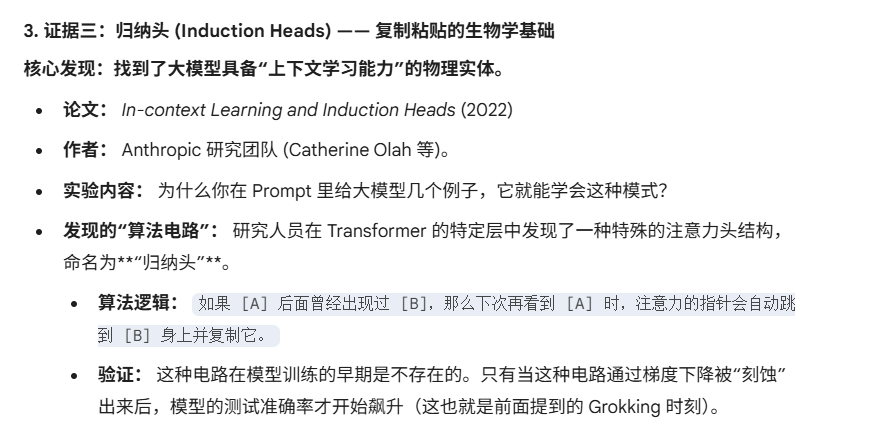 3. 证据三：归纳头 (Induction Heads) —— 复制粘贴的生物学基础
核心发现：找到了大模型具备“上下文学习能力”的物理实体。
• 论文： In-context Learning and Induction Heads (2022)
• 作者： Anthropic 研究团队 (Catherine Olah 等)。
• 实验内容： 为什么你在 Prompt 里给大模型几个例子，它就能学会这种模式？
• 发现的“算法电路”： 研究人员在 Transformer 的特定层中发现了一种特殊的注意力头结构，
命名为**“归纳头”**。
• 算法逻辑： 如果 [A] 后面曾经出现过 [B]，那么下次再看到 [A] 时，注意力的指针会自动跳
到 [B] 身上并复制它。
• 验证： 这种电路在模型训练的早期是不存在的。只有当这种电路通过梯度下降被“刻蚀”
出来后，模型的测试准确率才开始飙升（这也就是前面提到的 Grokking 时刻）。